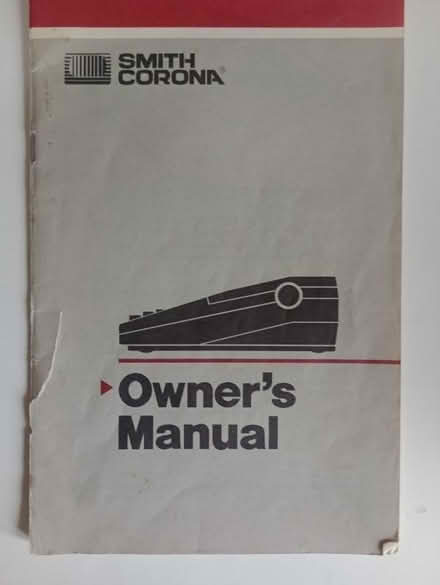 SMITH
CORONA®
Owner's
Manual